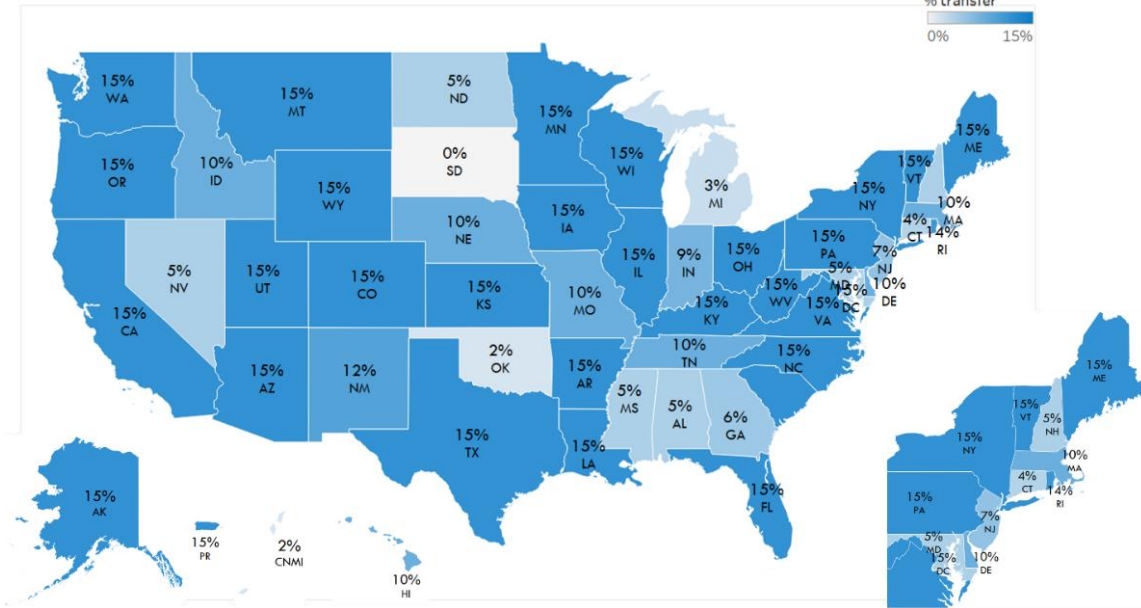 % transfer
0% 15%
15%
WA
15%
MT
5%
ND
15%
MN
15%
OR
10%
ID
0%
SD
15%
WI
3%
MI
15%
WY
15%
NY
15%
VT
15%
ME
10%
MA
4%
CT
14%
RI
10%
NE
15%
IA
15%
PA
7%
NJ
5%
NV
15%
UT
15%
CO
15%
KS
10%
MO
15%
IL
9%
IN
15%
OH
15%
WV
15%
VA
5%
MD
15%
DC
10%
DE
15%
CA
15%
KY
10%
TN
15%
NC
15%
AZ
12%
NM
2%
OK
15%
AR
5%
MS
5%
AL
6%
GA
15%
TX
15%
LA
15%
FL
15%
AK
15%
PR
2%
CNMI
10%
HI
15%
ME
15%
VT
5%
NH
15%
NY
10%
MA
4%
CT
14%
RI
15%
PA
7%
NJ
5%
MD
15%
DC
10%
DE